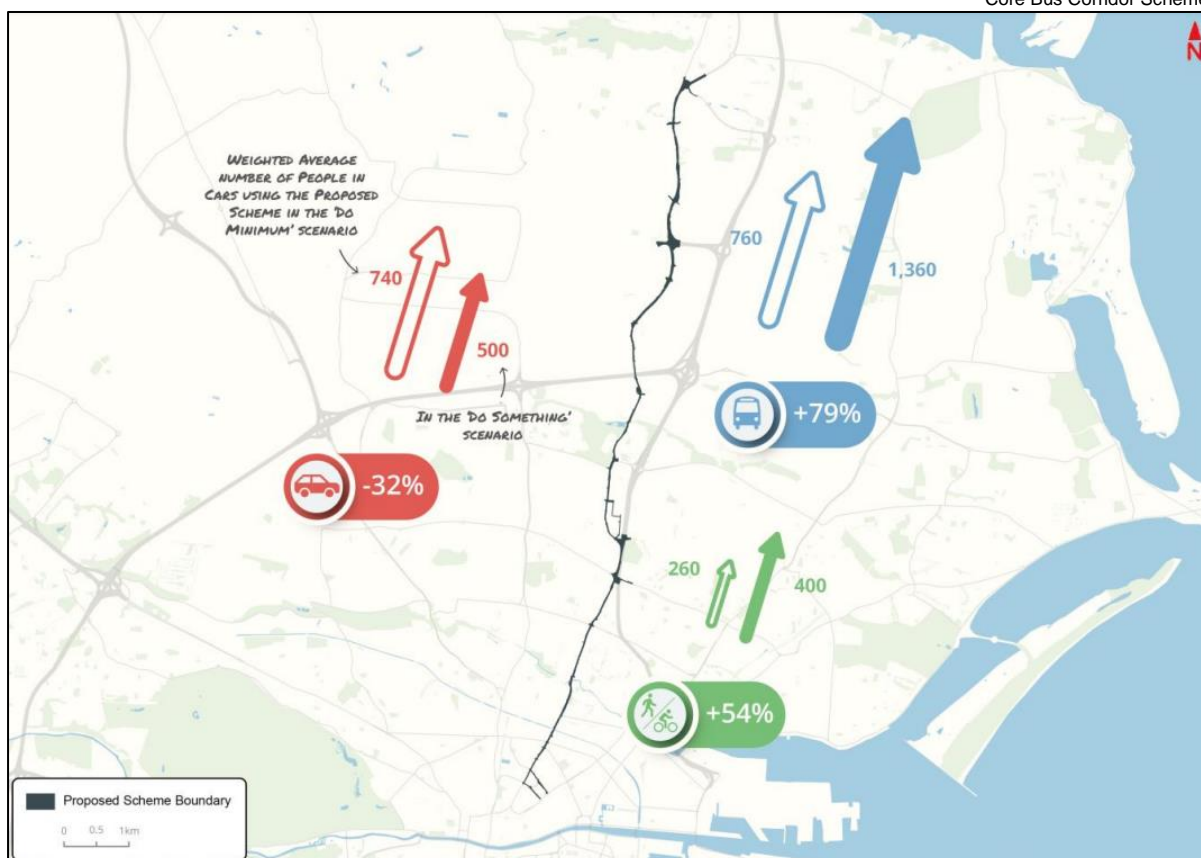 Core Bus Corridor Scheme
N
WEIGHTED AVERAGE
NUMBER OF PEOPLE IN
CARS USING THE PROPOSED
SCHEME IN THE 'DO
MINIMUM' SCENARIO
740
500
IN THE 'DO SOMETHING'
SCENARIO
-32%
760
1,360
+79%
260
400
+54%
Proposed Scheme Boundary
0 0.5 1km